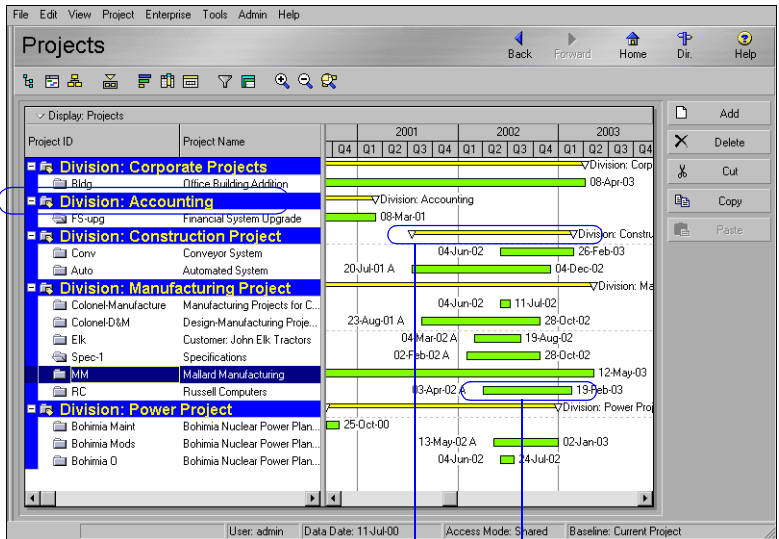 File Edit View Project Enterprise Tools Admin Help
Projects
Back Forward Home Dir. Help
Display: Projects
Project ID Project Name
2001 2002 2003
Q4 Q1 Q2 Q3 Q4 Q1 Q2 Q3 Q4 Q1 Q2 Q3 Q4
Division: Corporate Projects Division: Corp
Bldg Office Building Addition 08-Apr-03
Division: Accounting Division: Accounting
FS-upg Financial System Upgrade 08-Mar-01
Division: Construction Project Division: Constru
Conv Conveyor System 04-Jun-02 26-Feb-03
Auto Automated System 20-Jul-01 A 04-Dec-02
Division: Manufacturing Project Division: Ma
Colonel-Manufacture Manufacturing Projects for C... 04-Jun-02 11-Jul-02
Colonel-D&M Design-Manufacturing Proje... 23-Aug-01 A 28-Oct-02
Elk Customer: John Elk Tractors 04-Mar-02 A 19-Aug-02
Spec-1 Specifications 02-Feb-02 A 28-Oct-02
MM Mallard Manufacturing 12-May-03
RC Russell Computers 03-Apr-02 A 19-Feb-03
Division: Power Project Division: Power Proj
Bohimia Maint Bohimia Nuclear Power Plan... 25-Oct-00
Bohimia Mods Bohimia Nuclear Power Plan... 13-May-02 A 02-Jan-03
Bohimia O Bohimia Nuclear Power Plan... 04-Jun-02 24-Jul-02
Add
Delete
Cut
Copy
Paste
User: admin Data Date: 11-Jul-00 Access Mode: Shared Baseline: Current Project